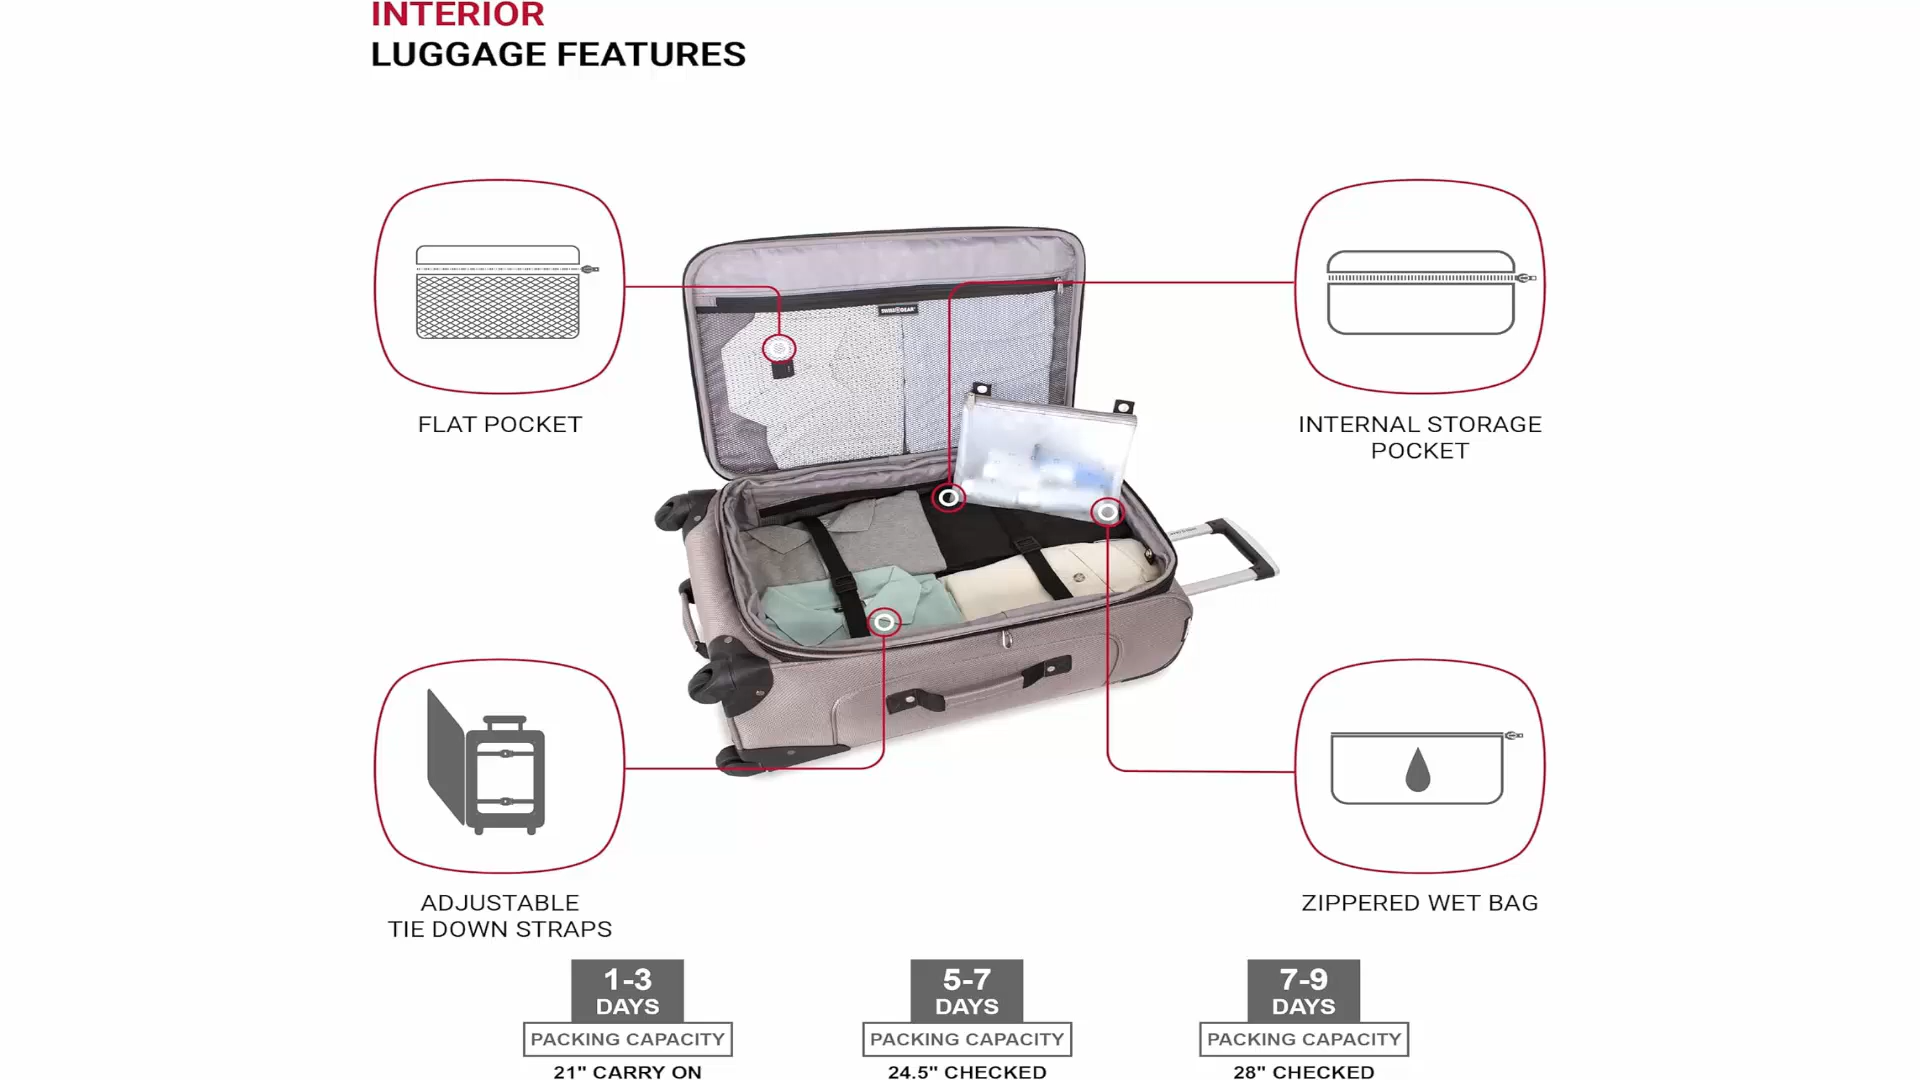 INTERIOR
LUGGAGE FEATURES
SWISSGEAR
FLAT POCKET
INTERNAL STORAGE
POCKET
ADJUSTABLE
TIE DOWN STRAPS
ZIPPERED WET BAG
1-3
DAYS
PACKING CAPACITY
21" CARRY ON
5-7
DAYS
PACKING CAPACITY
24.5" CHECKED
7-9
DAYS
PACKING CAPACITY
28" CHECKED